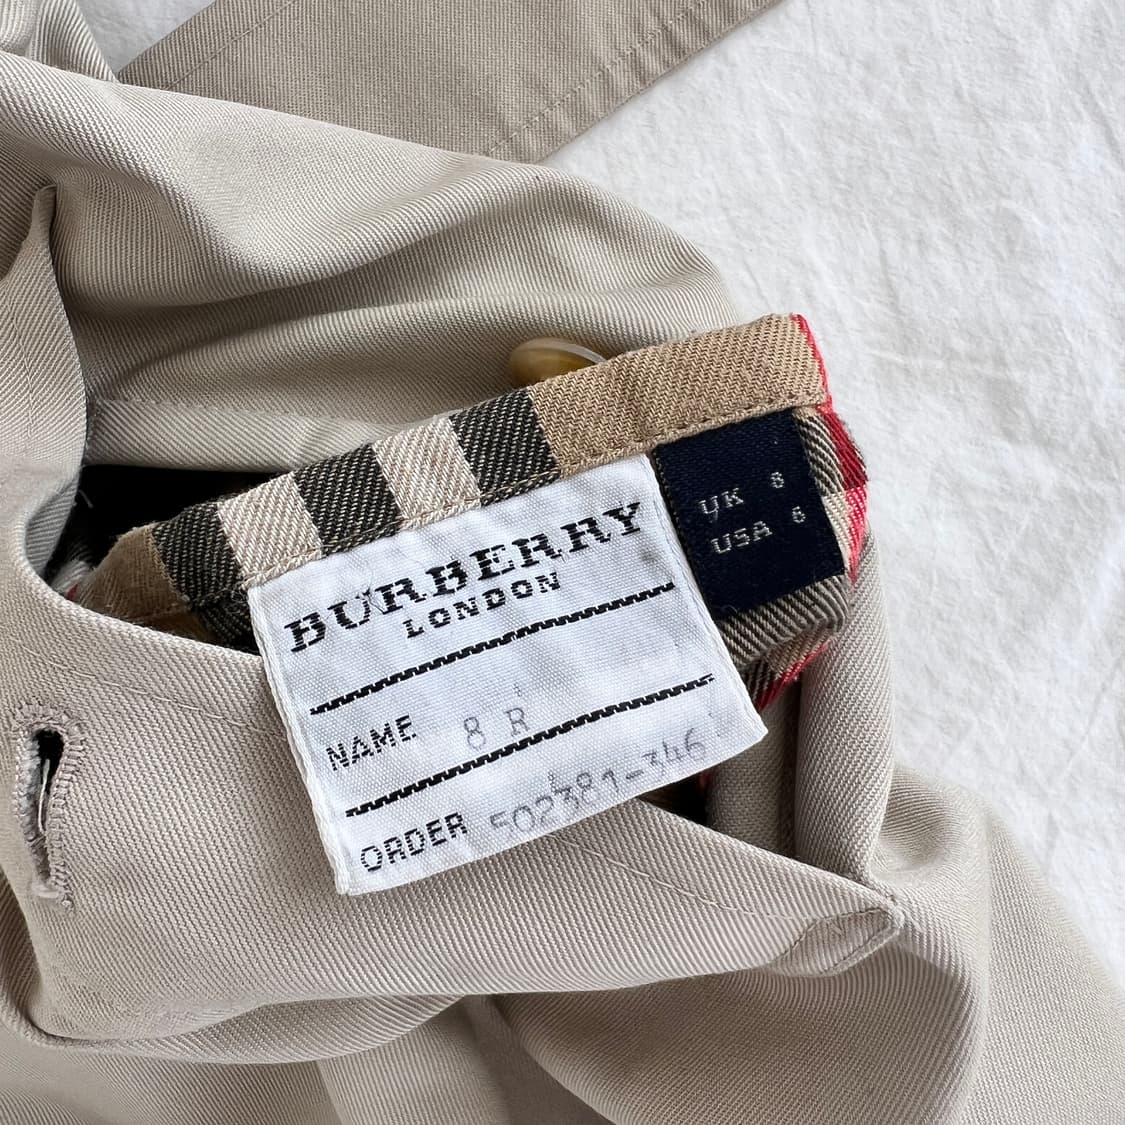 BURBERRY
LONDON
NAME 8 R
ORDER 502381-346
UK 8
USA 6